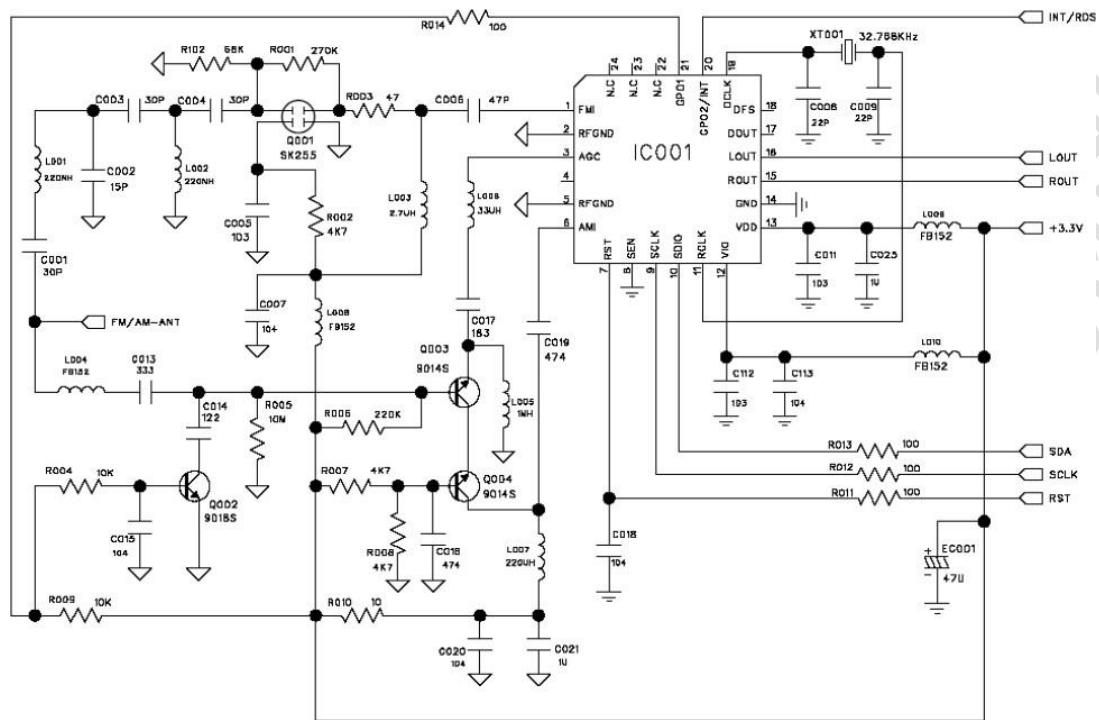 R014 100
INT/RDS
XT001 32.768KHz
R102 68K R001 270K
24 23 22 21 20 19
N.C N.C N.C GPO1 GPO2/INT DCLK
C003 30P C004 30P
R003 47
C006 47P
C008 22P
C009 22P
1 FMI
2 RFGND
3 AGC
4
5 RFGND
6 AMI
IC001
DFS 18
DOUT 17
LOUT 16
ROUT 15
GND 14
VDD 13
LOUT
ROUT
+3.3V
Q001
SK255
L001
220NH
C002
15P
L002
220NH
L003
2.7UH
33UH
C005
103
R002
4K7
RST SEN SCLK SDIO RCLK VIO
7 8 9 10 11 12
FB152
C011
103
1U
C001
30P
C007
FB152
C017
183
C019
474
FM/AM-ANT
L004
C013
333
Q003
9014S
L010
FB152
C112
103
C113
104
C014
122
R005
10M
R006 220K
L005
1MH
R004 10K
Q002
9018S
R007 4K7
Q004
9014S
R013 100
SDA
R012 100
SCLK
R011 100
RST
C015
104
R008
4K7
C016
474
L007
220UH
C018
104
EC001
+
-
47U
R009 10K
R010 10
C020
104
C021
1U